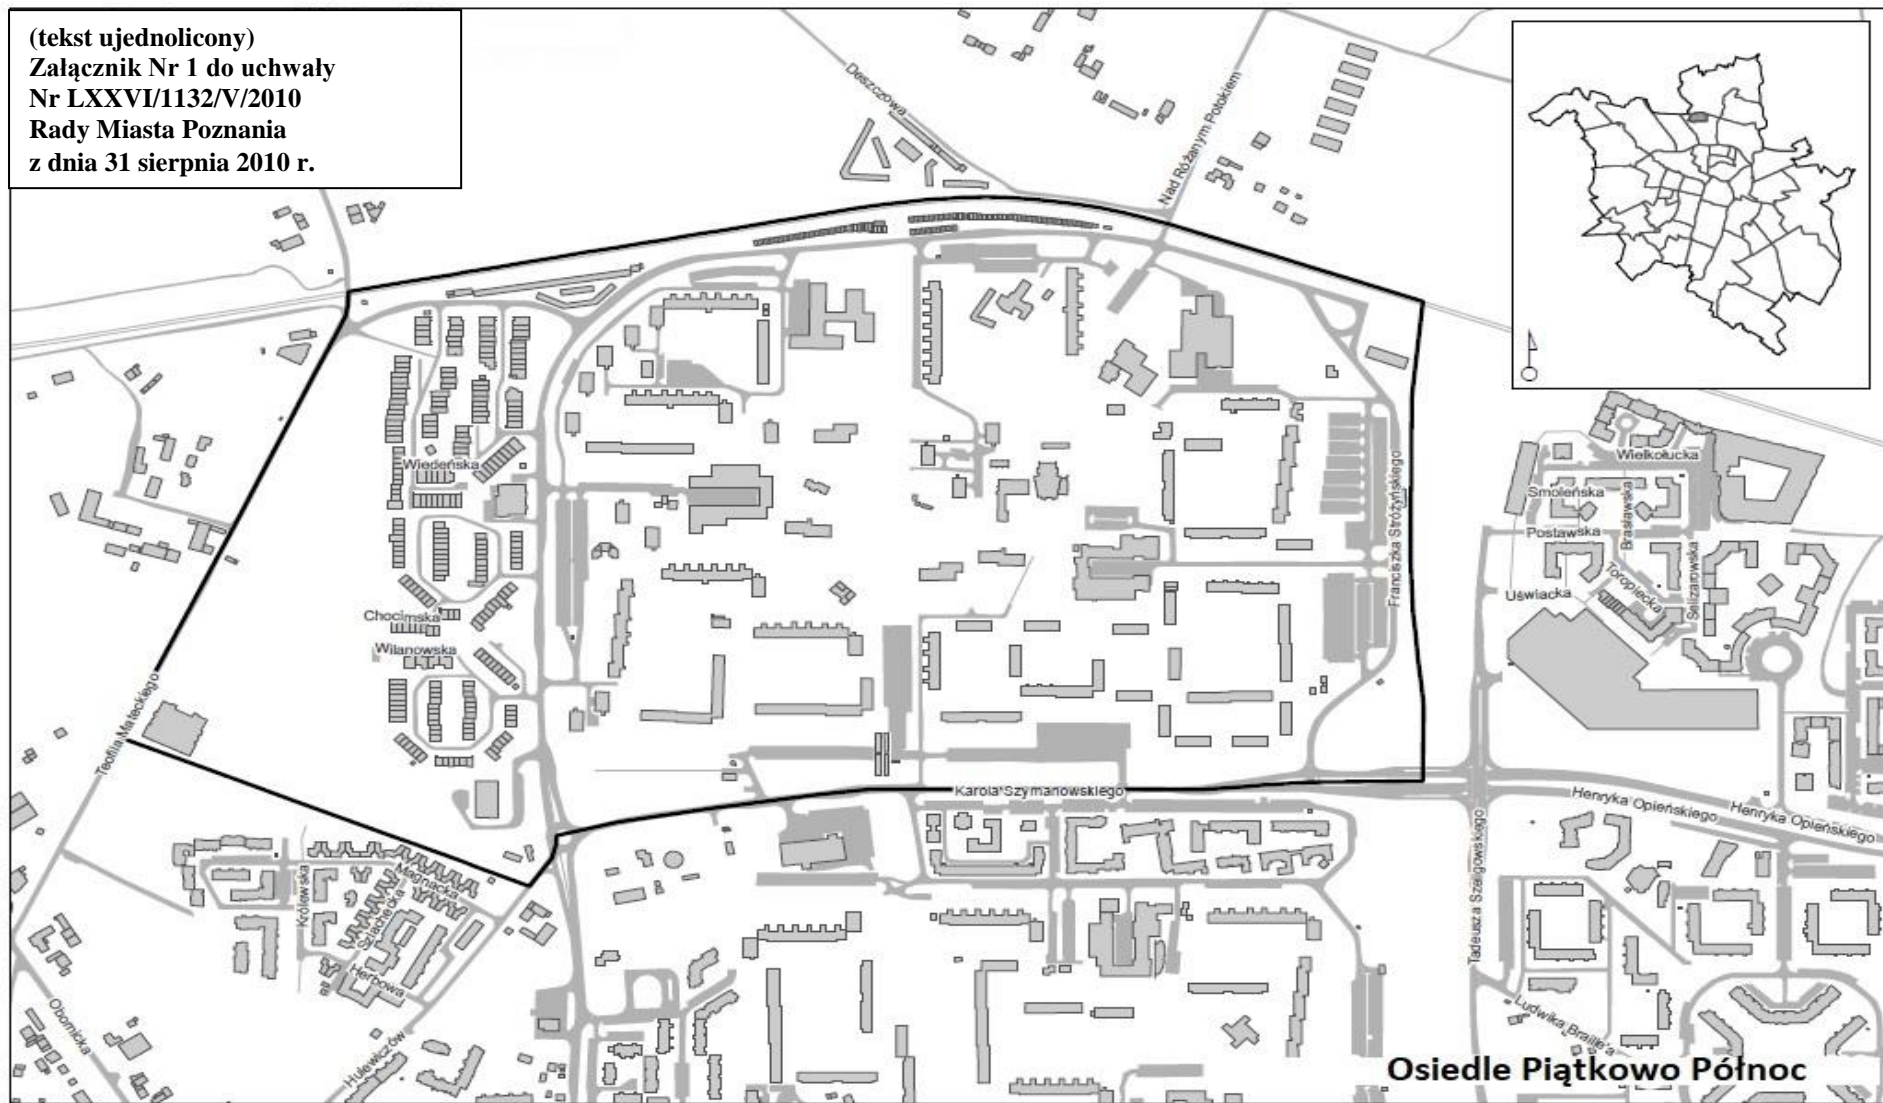 (tekst ujednolicony)
Załącznik Nr 1 do uchwały
Nr LXXVI/1132/V/2010
Rady Miasta Poznania
z dnia 31 sierpnia 2010 r.
Deszczowa
Nad Różanym Potokiem
Wiedeńska
Franciszka Stróżyńskiego
Wielkołucka
Smoleńska
Brasławska
Postawska
Toropiecka
Selizarowska
Uświacka
Chocimska
Wilanowska
Teofila Mateckiego
Karola Szymanowskiego
Henryka Opieńskiego
Henryka Opieńskiego
Tadeusza Szeligowskiego
Królewska
Magnacka
Szlachecka
Herbowa
Obornicka
Hulewiczów
Ludwika Braille'a
Osiedle Piątkowo Północ